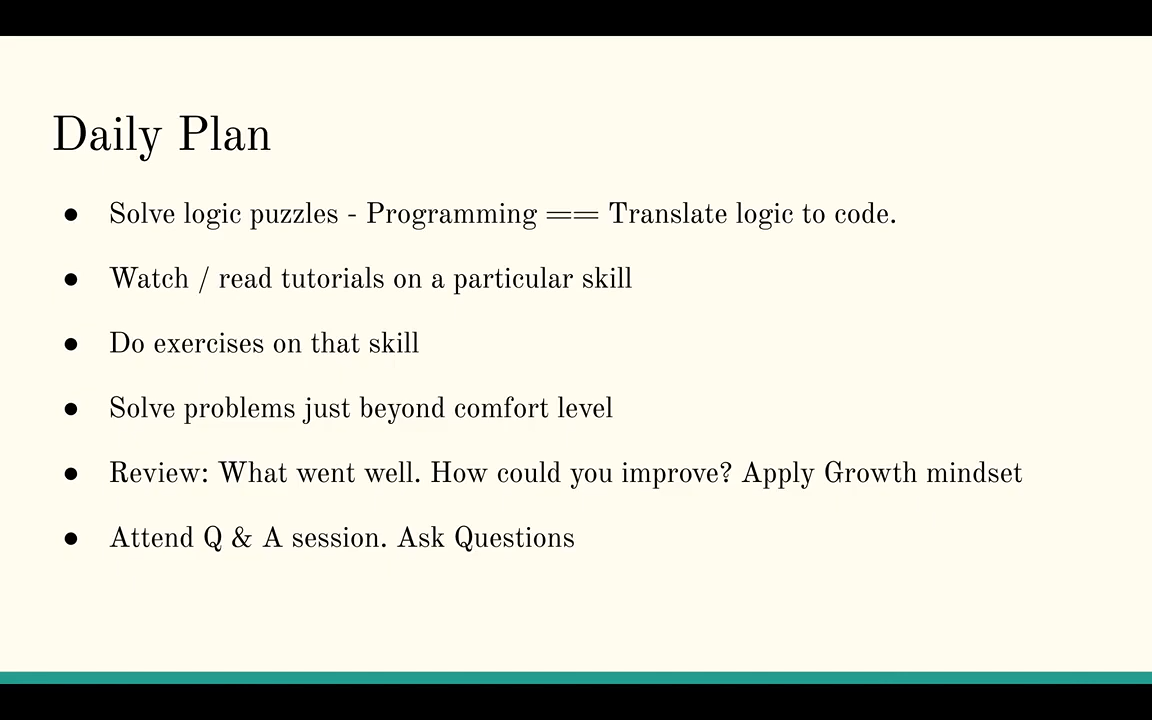 Daily Plan
● Solve logic puzzles - Programming == Translate logic to code.
● Watch / read tutorials on a particular skill
● Do exercises on that skill
● Solve problems just beyond comfort level
● Review: What went well. How could you improve? Apply Growth mindset
● Attend Q & A session. Ask Questions